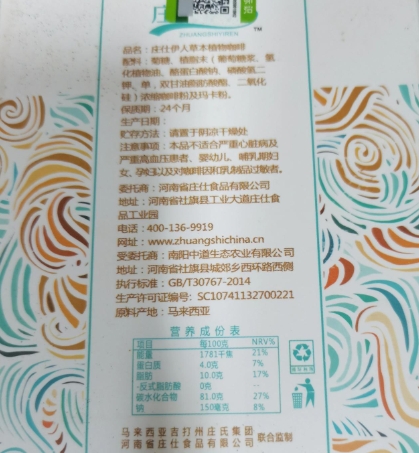 庄
ZHUANGSHIYIREN
TM
品名：庄仕伊人草本植物咖啡
配料：菊糖、植脂末（葡萄糖浆、氢
化植物油、酪蛋白酸钠、磷酸氢二
钾、单，双甘油脂肪酸酯、二氧化
硅）浓缩咖啡粉及玛卡粉。
保质期：24个月
生产日期：
贮存方法：请置于阴凉干燥处
注意事项：本品不适合严重心脏病及
严重高血压患者、婴幼儿、哺乳期妇
女、孕妇以及对咖啡因和乳制品过敏者。
委托商：河南省庄仕食品有限公司
地址：河南省社旗县工业大道庄仕食
品工业园
电话：400-136-9919
网址：www.zhuangshichina.cn
受委托商：南阳中道生态农业有限公司
地址：河南省社旗县城郊乡西环路西侧
执行标准：GB/T30767-2014
生产许可证编号：SC10741132700221
原料产地：马来西亚
营养成份表
项目 每100克 NRV%
能量 1781千焦 21%
蛋白质 4.0克 7%
脂肪 10.0克 17%
-反式脂肪酸 0克 --
碳水化合物 81.0克 27%
钠 150毫克 8%
马来西亚吉打州庄氏集团
河南省庄仕食品有限公司 联合监制